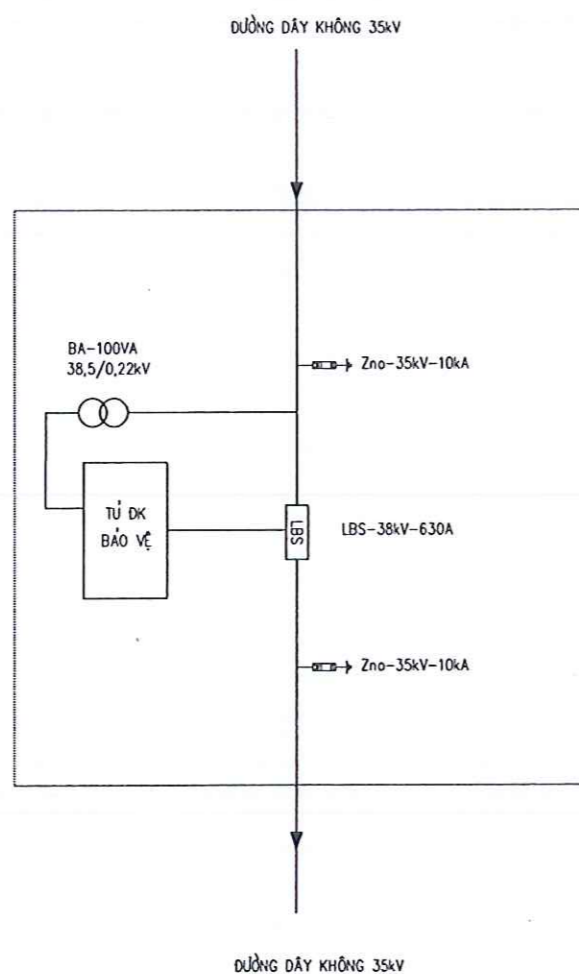 ĐƯỜNG DÂY KHÔNG 35kV
BA-100VA
38,5/0,22kV
Zno-35kV-10kA
TỦ ĐK
BẢO VỆ
LBS
LBS-38kV-630A
Zno-35kV-10kA
ĐƯỜNG DÂY KHÔNG 35kV